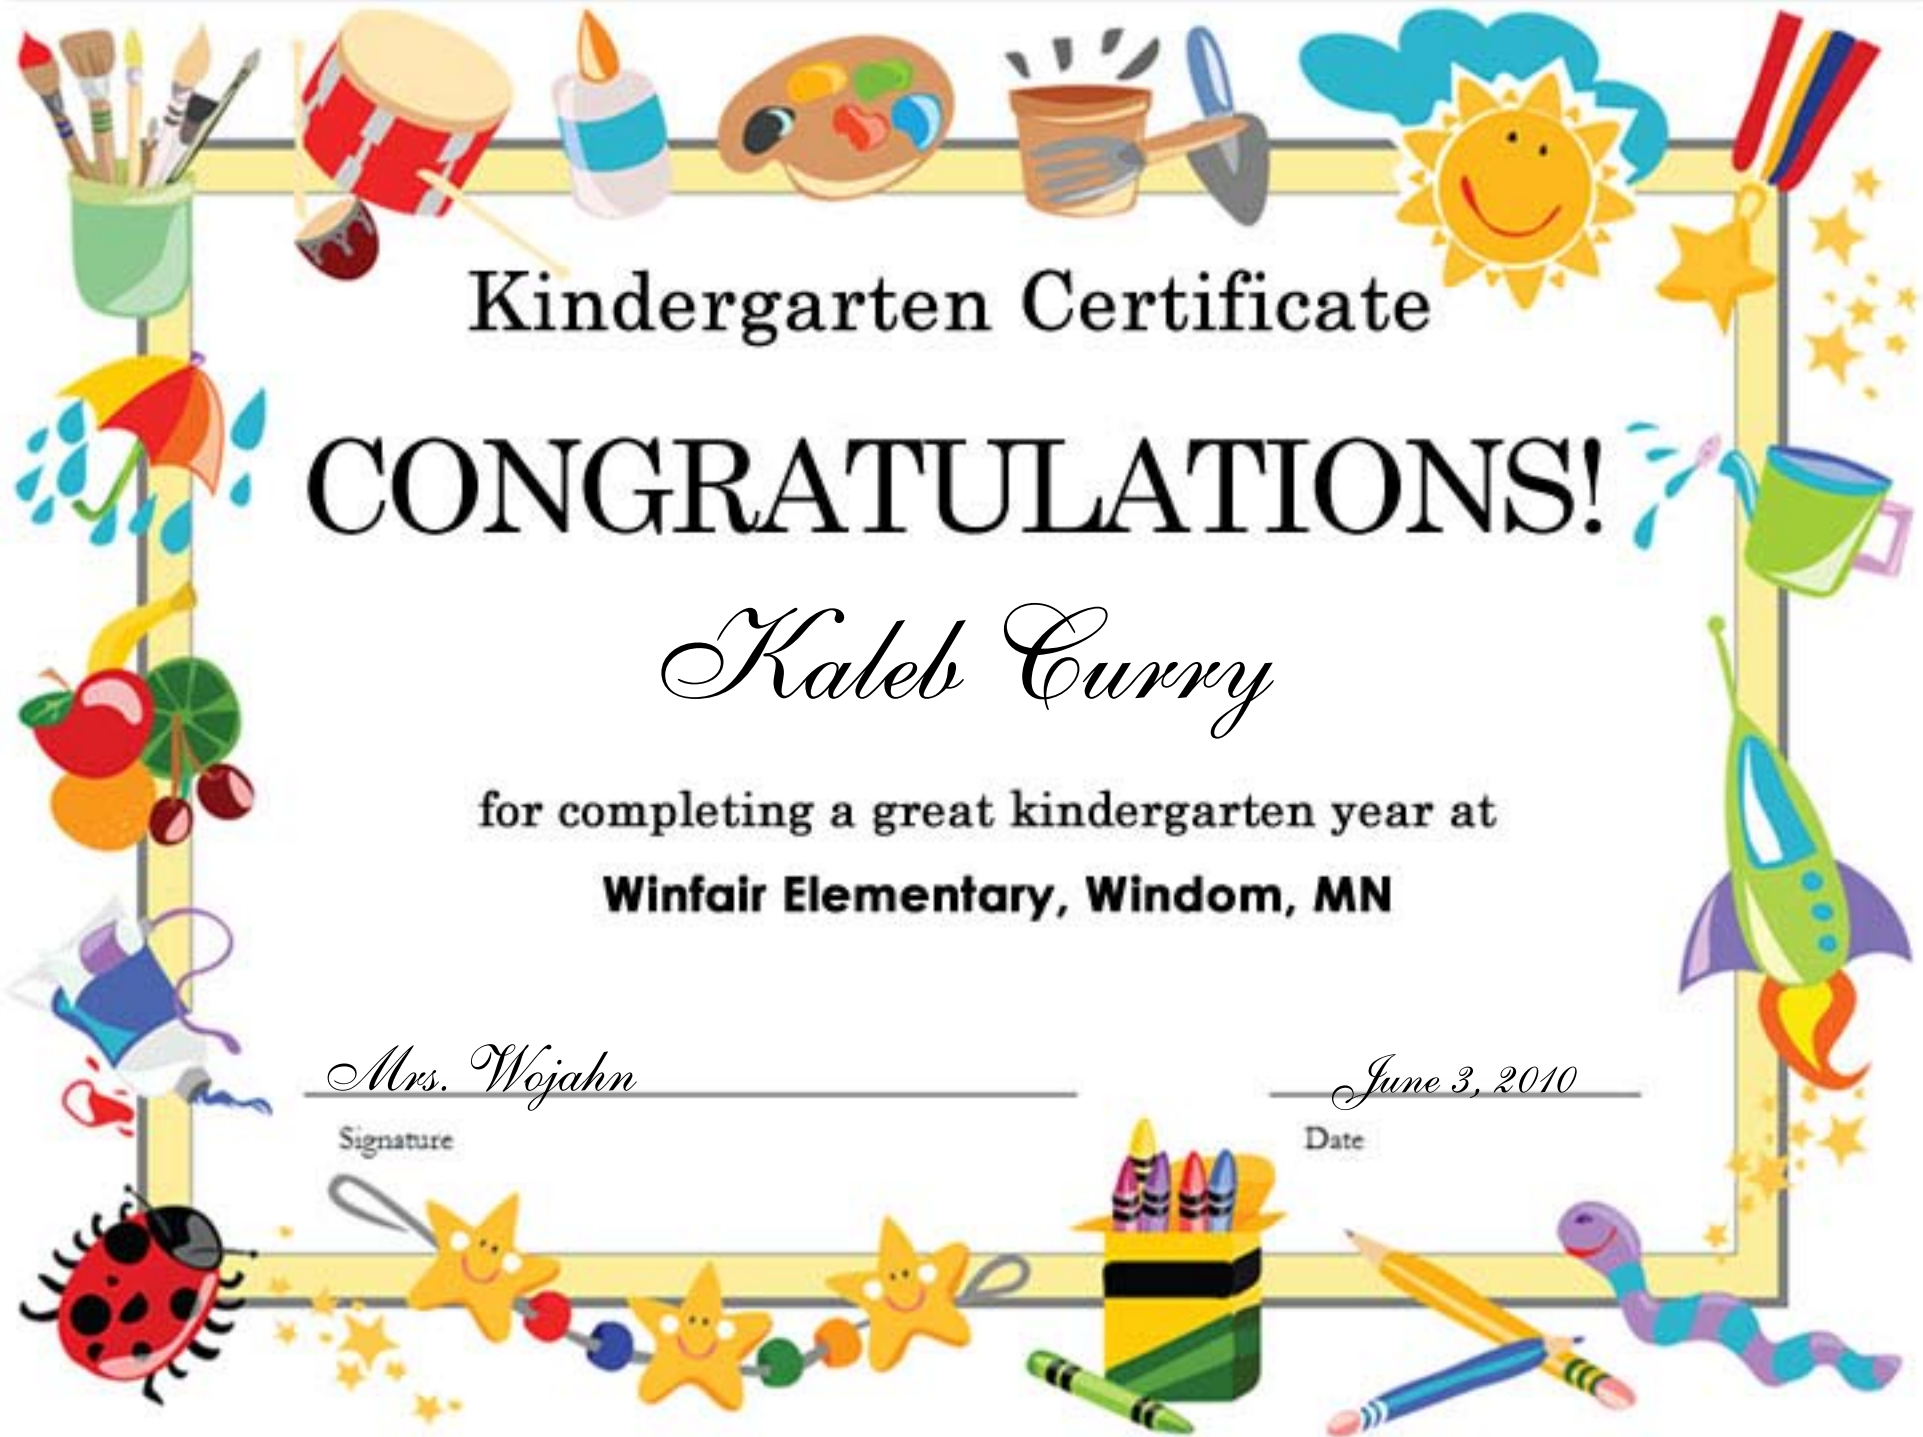 Kindergarten Certificate
CONGRATULATIONS!
Kaleb Curry
for completing a great kindergarten year at
Winfair Elementary, Windom, MN
Mrs. Wojahn June 3, 2010
Signature Date